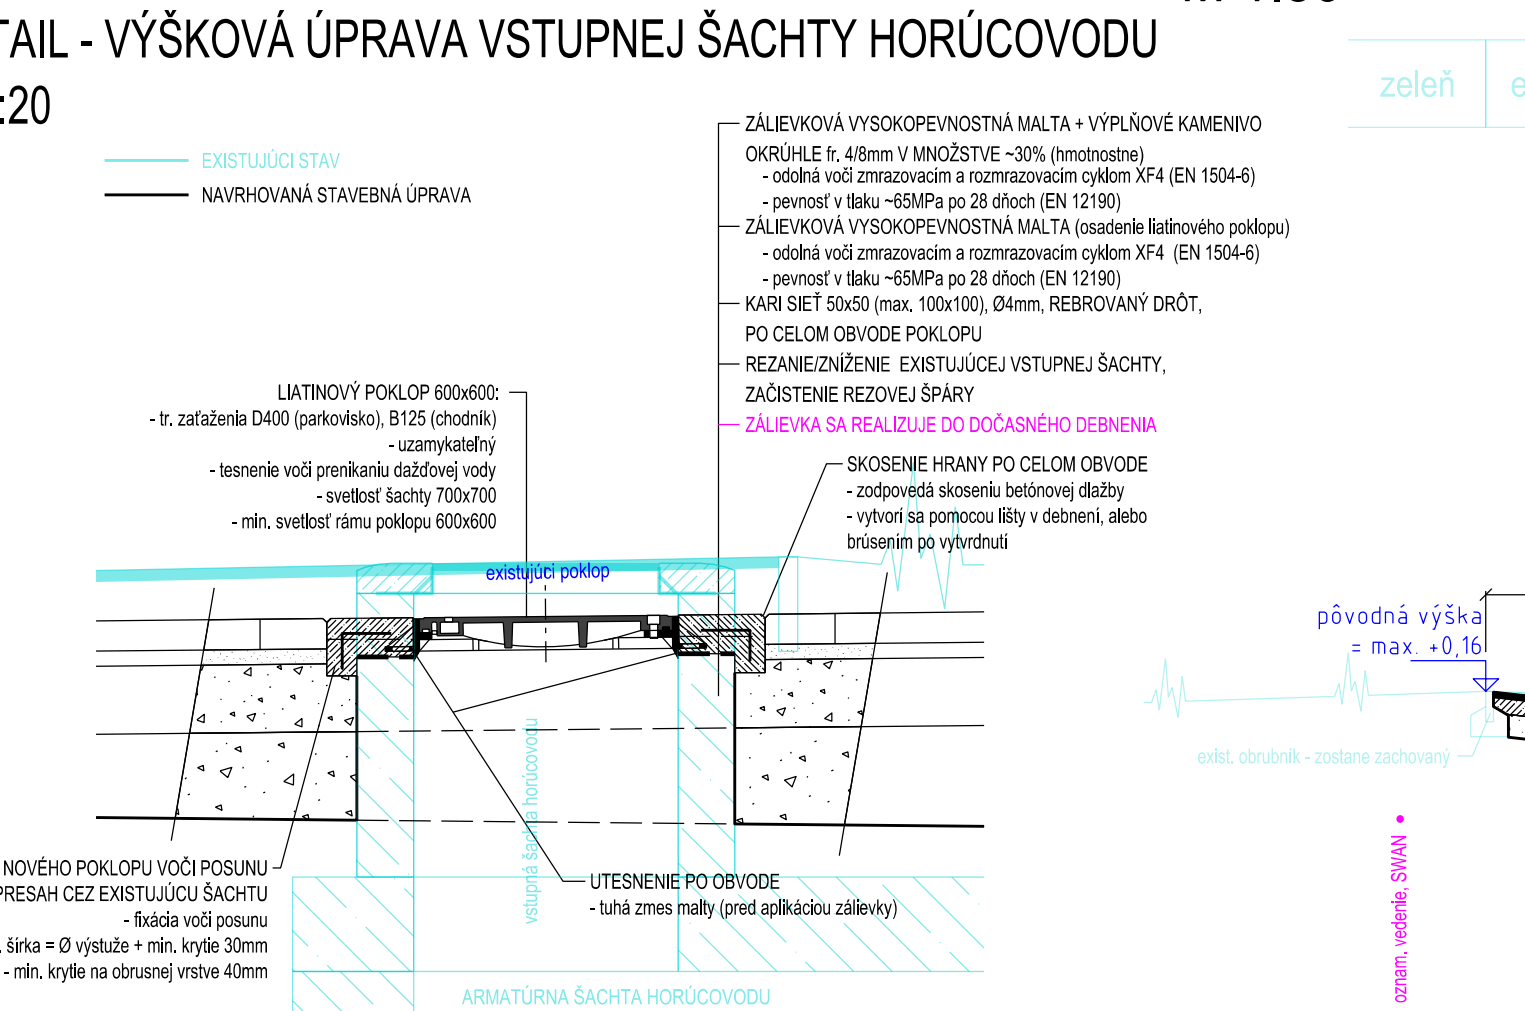 TAIL - VÝŠKOVÁ ÚPRAVA VSTUPNEJ ŠACHTY HORÚCOVODU
:20
EXISTUJÚCI STAV
NAVRHOVANÁ STAVEBNÁ ÚPRAVA
zeleň
ZÁLIEVKOVÁ VYSOKOPEVNOSTNÁ MALTA + VÝPLŇOVÉ KAMENIVO
OKRÚHLE fr. 4/8mm V MNOŽSTVE ~30% (hmotnostne)
- odolná voči zmrazovacím a rozmrazovacím cyklom XF4 (EN 1504-6)
- pevnosť v tlaku ~65MPa po 28 dňoch (EN 12190)
ZÁLIEVKOVÁ VYSOKOPEVNOSTNÁ MALTA (osadenie liatinového poklopu)
- odolná voči zmrazovacím a rozmrazovacím cyklom XF4 (EN 1504-6)
- pevnosť v tlaku ~65MPa po 28 dňoch (EN 12190)
KARI SIEŤ 50x50 (max. 100x100), Ø4mm, REBROVANÝ DRÔT,
PO CELOM OBVODE POKLOPU
REZANIE/ZNÍŽENIE EXISTUJÚCEJ VSTUPNEJ ŠACHTY,
ZAČISTENIE REZOVEJ ŠPÁRY
ZÁLIEVKA SA REALIZUJE DO DOČASNÉHO DEBNENIA
LIATINOVÝ POKLOP 600x600:
- tr. zaťaženia D400 (parkovisko), B125 (chodník)
- uzamykateľný
- tesnenie voči prenikaniu dažďovej vody
- svetlosť šachty 700x700
- min. svetlosť rámu poklopu 600x600
SKOSENIE HRANY PO CELOM OBVODE
- zodpovedá skoseniu betónovej dlažby
- vytvorí sa pomocou lišty v debnení, alebo
brúsením po vytvrdnutí
existujúci poklop
vstupná šachta horúcovodu
pôvodná výška
= max. +0,16
exist. obrubník - zostane zachovaný
oznam. vedenie, SWAN
NOVÉHO POKLOPU VOČI POSUNU
PRESAH CEZ EXISTUJÚCU ŠACHTU
- fixácia voči posunu
. šírka = Ø výstuže + min. krytie 30mm
- min. krytie na obrusnej vrstve 40mm
UTESNENIE PO OBVODE
- tuhá zmes malty (pred aplikáciou zálievky)
ARMATÚRNA ŠACHTA HORÚCOVODU